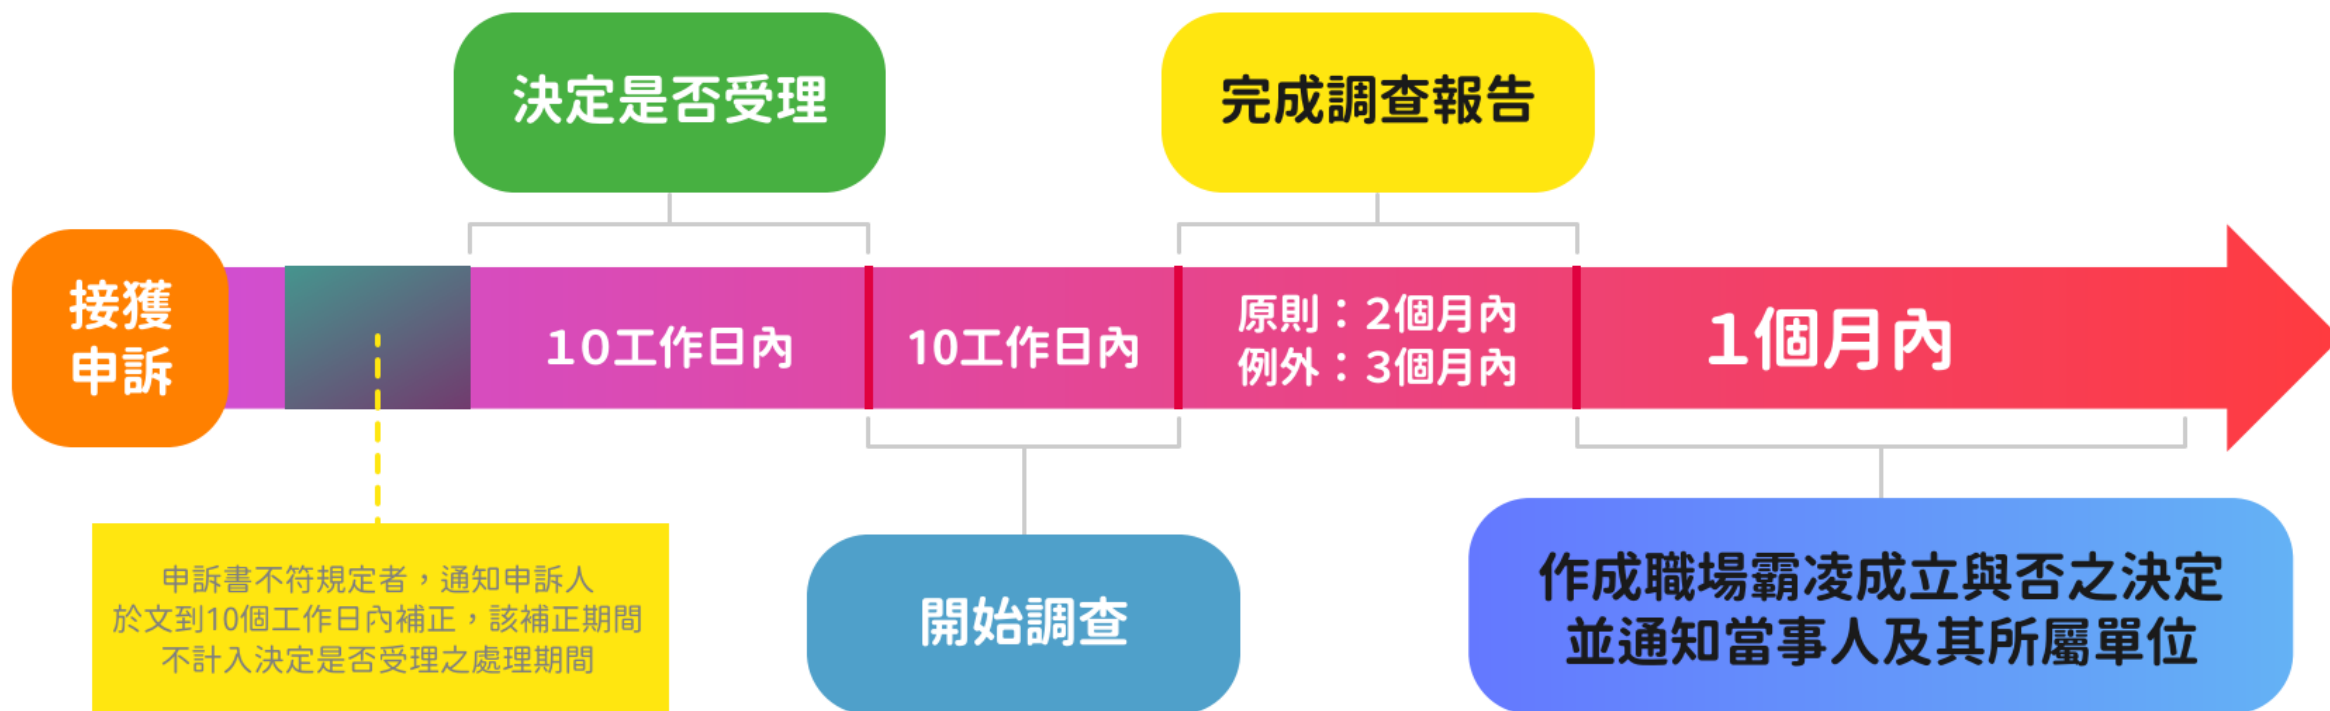 決定是否受理
完成調查報告
接獲
申訴
10工作日內
10工作日內
原則：2個月內
例外：3個月內
1個月內
申訴書不符規定者，通知申訴人
於文到10個工作日內補正，該補正期間
不計入決定是否受理之處理期間
開始調查
作成職場霸凌成立與否之決定
並通知當事人及其所屬單位